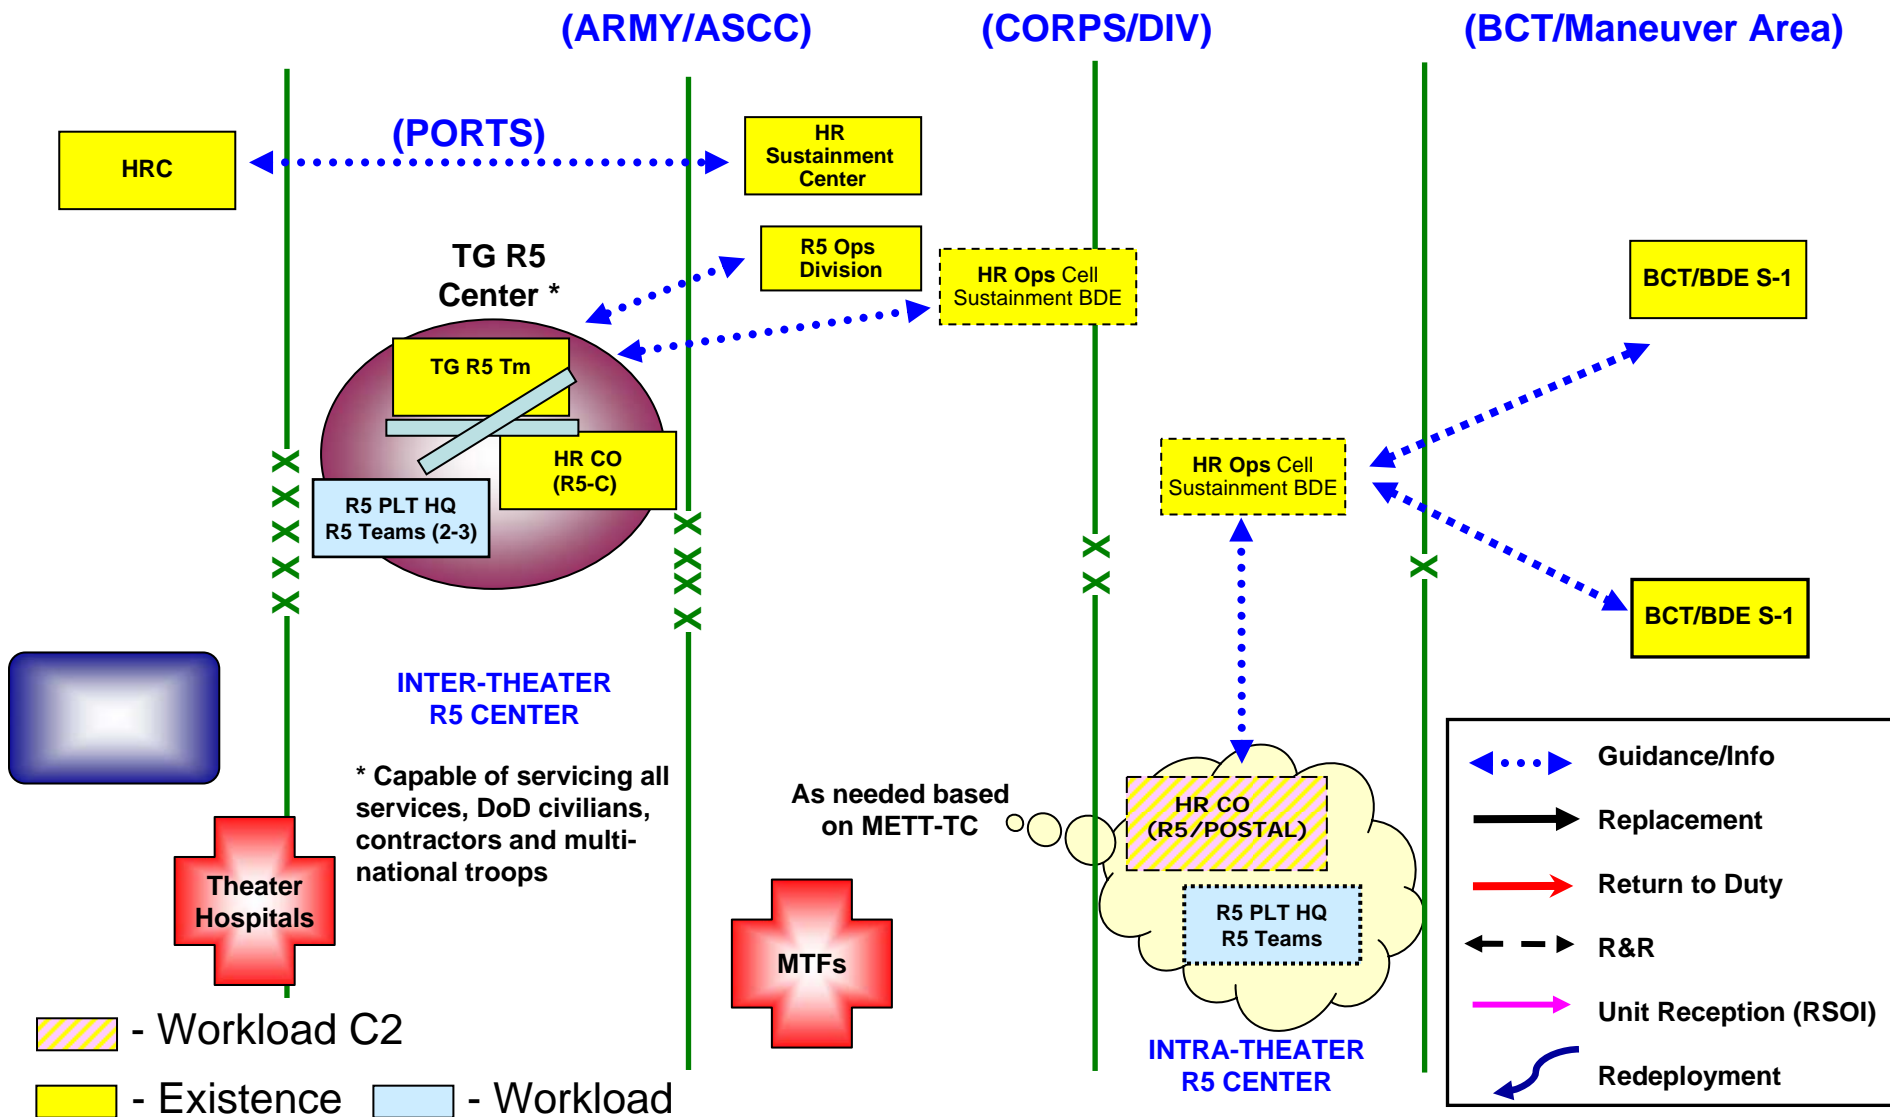 (ARMY/ASCC)
(CORPS/DIV)
(BCT/Maneuver Area)
(PORTS)
HRC
HR
Sustainment
Center
TG R5
Center *
R5 Ops
Division
HR Ops Cell
Sustainment BDE
BCT/BDE S-1
TG R5 Tm
HR CO
(R5-C)
R5 PLT HQ
R5 Teams (2-3)
HR Ops Cell
Sustainment BDE
X
X
X
X
X
X
X
X
X
X
X
X
BCT/BDE S-1
INTER-THEATER
R5 CENTER
* Capable of servicing all
services, DoD civilians,
contractors and multi-
national troops
As needed based
on METT-TC
HR CO
(R5/POSTAL)
R5 PLT HQ
R5 Teams
Theater
Hospitals
MTFs
INTRA-THEATER
R5 CENTER
Guidance/Info
Replacement
Return to Duty
R&R
Unit Reception (RSOI)
Redeployment
- Workload C2
- Existence
- Workload